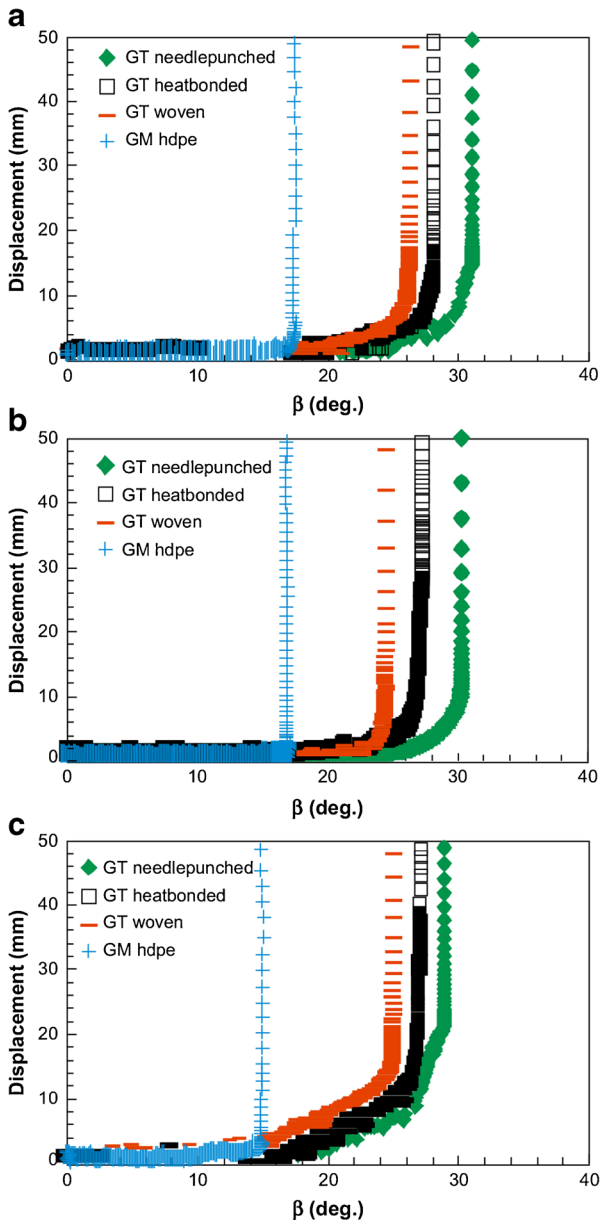 a
50
40
30
20
10
0
Displacement (mm)
GT needlepunched
GT heatbonded
GT woven
GM hdpe
0 10 20 30 40
β (deg.)
b
50
40
30
20
10
0
Displacement (mm)
GT needlepunched
GT heatbonded
GT woven
GM hdpe
0 10 20 30 40
β (deg.)
c
50
40
30
20
10
0
Displacement (mm)
GT needlepunched
GT heatbonded
GT woven
GM hdpe
0 10 20 30 40
β (deg.)